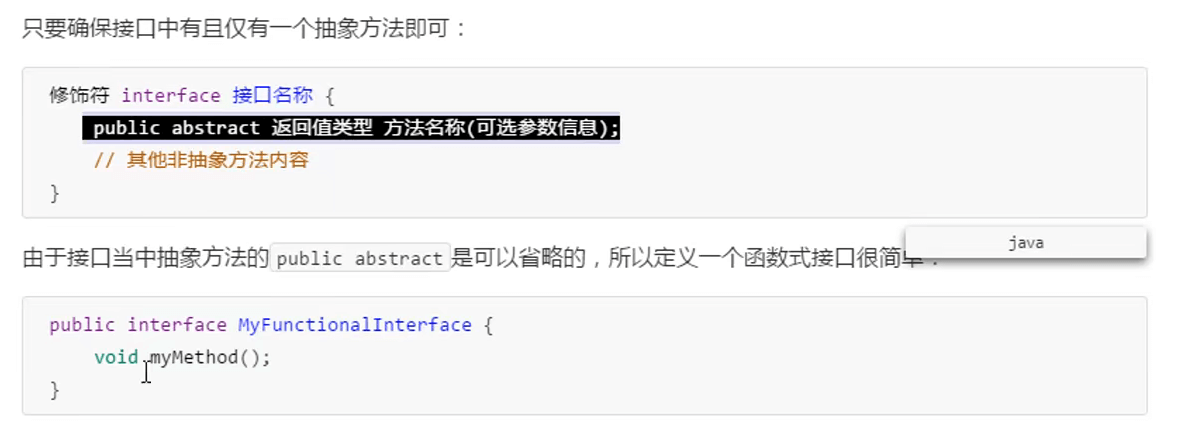 只要确保接口中有且仅有一个抽象方法即可：
修饰符 interface 接口名称 {
public abstract 返回值类型 方法名称(可选参数信息);
// 其他非抽象方法内容
}
由于接口当中抽象方法的 public abstract 是可以省略的，所以定义一个函数式接口很简单：
java
public interface MyFunctionalInterface {
void myMethod();
}